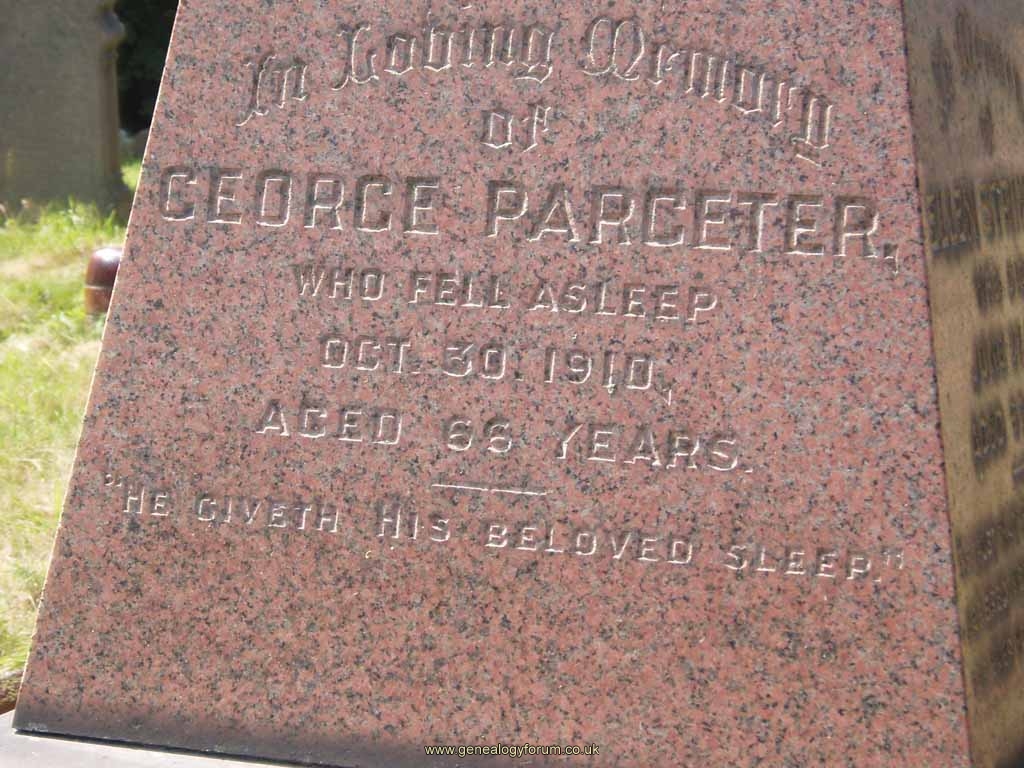 In Loving Memory
of
GEORGE PARGETER,
WHO FELL ASLEEP
OCT. 30. 1910,
AGED 66 YEARS.
"HE GIVETH HIS BELOVED SLEEP."
www.genealogyforum.co.uk